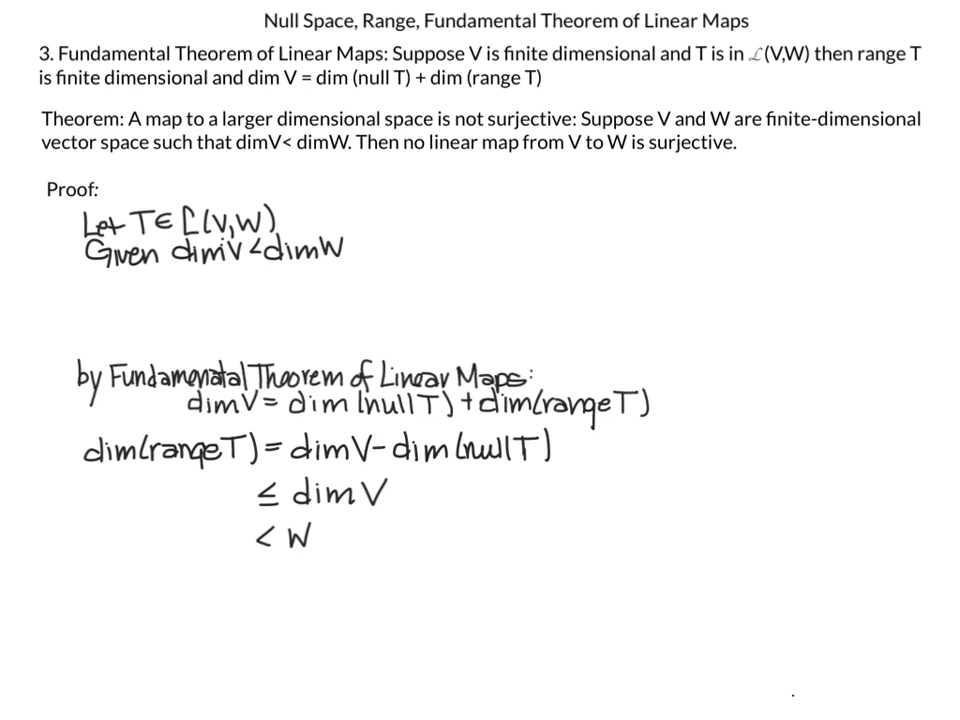 Null Space, Range, Fundamental Theorem of Linear Maps
3. Fundamental Theorem of Linear Maps: Suppose V is finite dimensional and T is in ℒ(V,W) then range T
is finite dimensional and dim V = dim (null T) + dim (range T)
Theorem: A map to a larger dimensional space is not surjective: Suppose V and W are finite-dimensional
vector space such that dimV< dimW. Then no linear map from V to W is surjective.
Proof:
Let T∈ ℒ(V,W)
Given dimV<dimW
by Fundamenatal Theorem of Linear Maps:
dimV= dim (nullT) + dim(rangeT)
dim(rangeT) = dimV- dim (nullT)
≤ dim V
< W